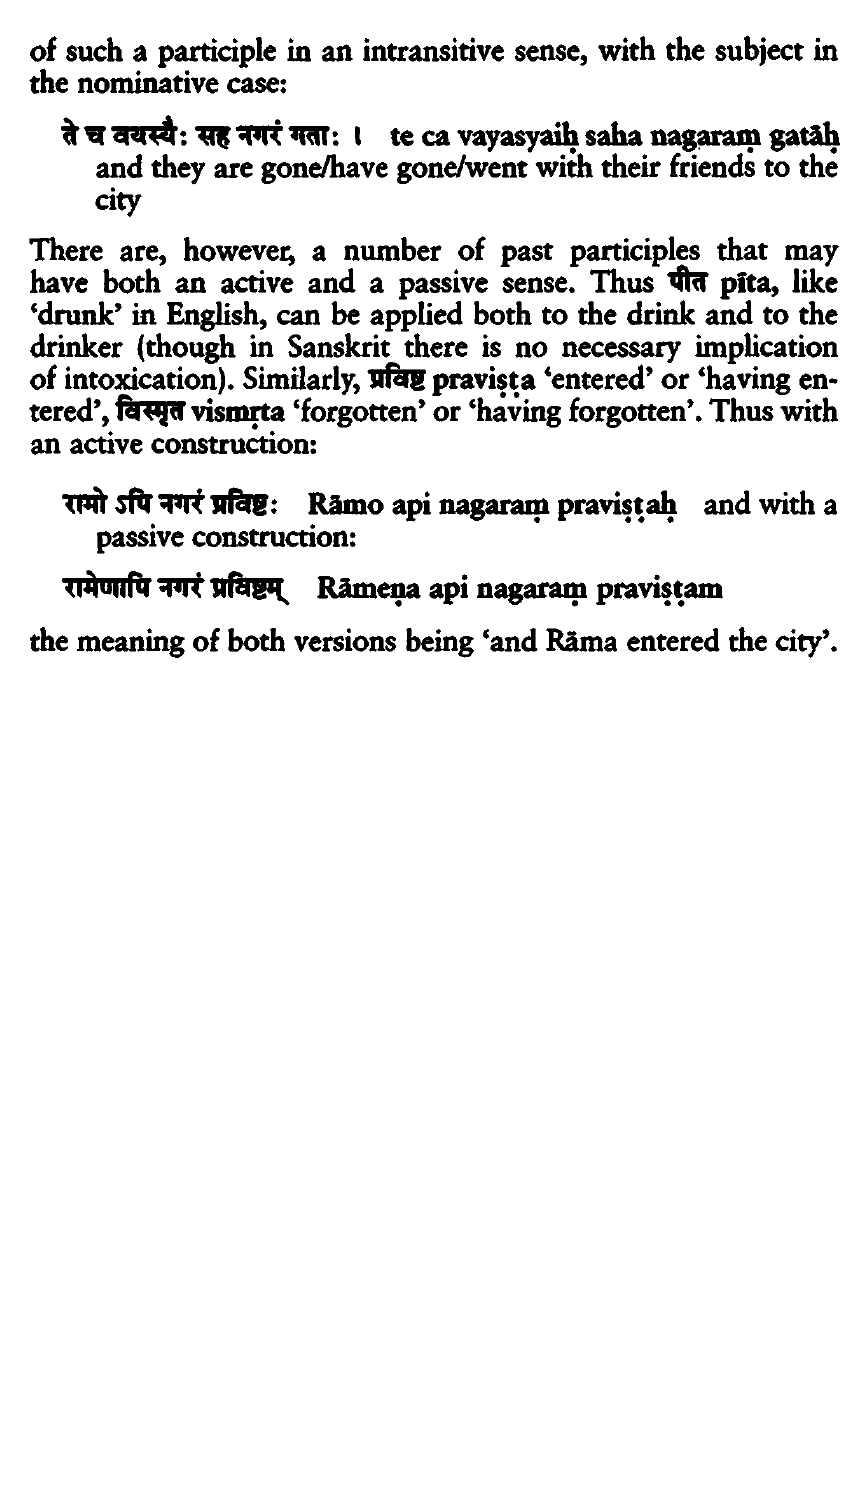 of such a participle in an intransitive sense, with the subject in
the nominative case:
ते च वयस्यैः सह नगरं गताः । te ca vayasyaiḥ saha nagaraṃ gatāḥ
and they are gone/have gone/went with their friends to the
city
There are, however, a number of past participles that may
have both an active and a passive sense. Thus पीत pīta, like
‘drunk’ in English, can be applied both to the drink and to the
drinker (though in Sanskrit there is no necessary implication
of intoxication). Similarly, प्रविष्ट praviṣṭa ‘entered’ or ‘having en-
tered’, विस्मृत vismṛta ‘forgotten’ or ‘having forgotten’. Thus with
an active construction:
रामो ऽपि नगरं प्रविष्टः Rāmo api nagaraṃ praviṣṭaḥ and with a
passive construction:
रामेणापि नगरं प्रविष्टम् Rāmeṇa api nagaraṃ praviṣṭam
the meaning of both versions being ‘and Rāma entered the city’.